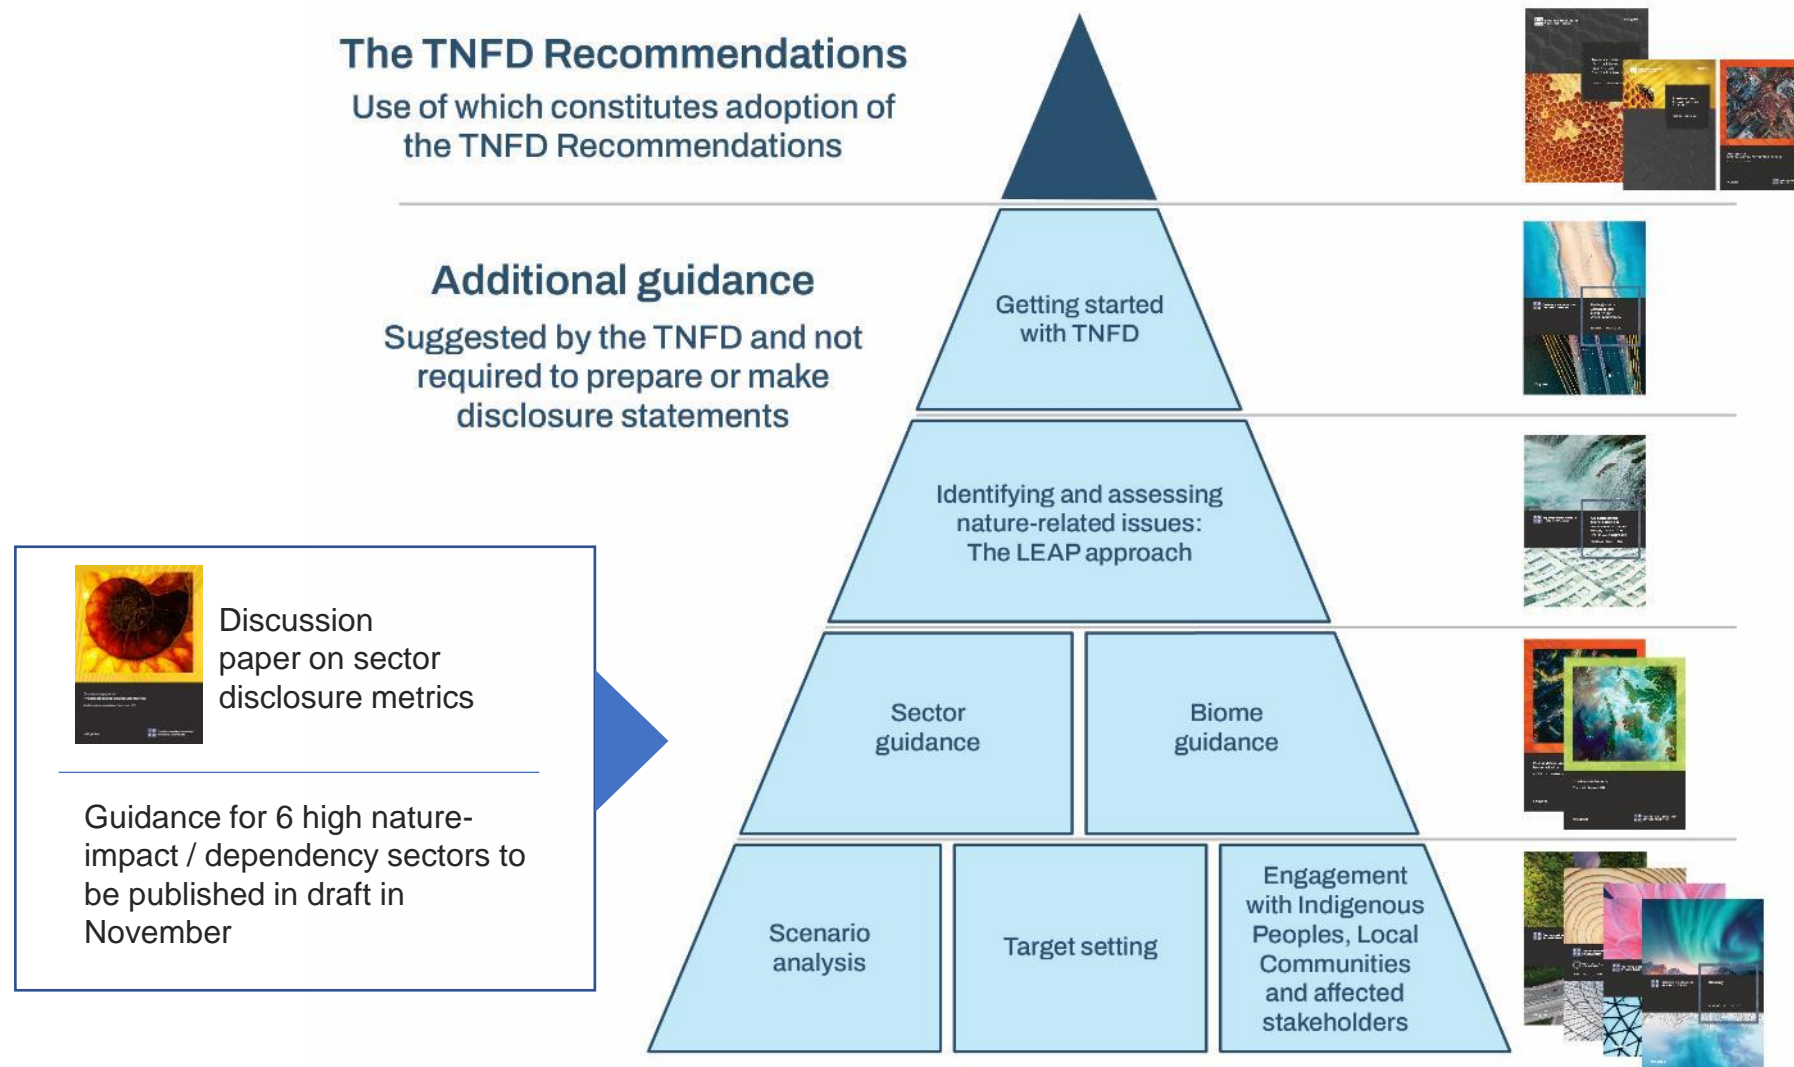 The TNFD Recommendations
Use of which constitutes adoption of
the TNFD Recommendations
Additional guidance
Suggested by the TNFD and not
required to prepare or make
disclosure statements
Getting started
with TNFD
Identifying and assessing
nature-related issues:
The LEAP approach
Discussion
paper on sector
disclosure metrics
Guidance for 6 high nature-
impact / dependency sectors to
be published in draft in
November
Sector
guidance
Biome
guidance
Scenario
analysis
Target setting
Engagement
with Indigenous
Peoples, Local
Communities
and affected
stakeholders